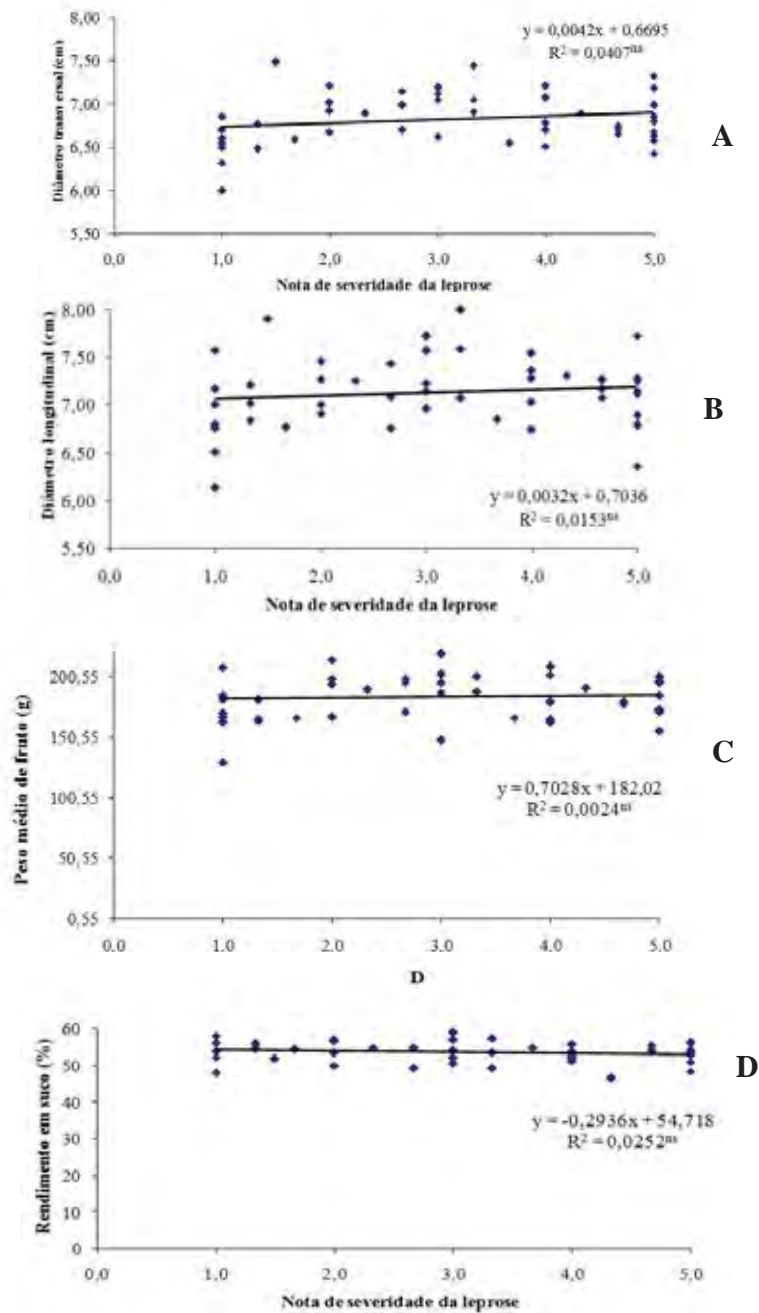 8,00
y = 0,0042x + 0,6695
R² = 0,0407ns
7,50
7,00
6,50
6,00
5,50
Diâmetro trans ersal (cm)
A
0,0 1,0 2,0 3,0 4,0 5,0
Nota de severidade da leprose
8,00
7,50
7,00
6,50
6,00
5,50
Diâmetro longitudinal (cm)
B
y = 0,0032x + 0,7036
R² = 0,0153ns
0,0 1,0 2,0 3,0 4,0 5,0
Nota de severidade da leprose
200,55
150,55
100,55
50,55
0,55
Peso médio de fruto (g)
C
y = 0,7028x + 182,02
R² = 0,0024ns
0,0 1,0 2,0 3,0 4,0 5,0
D
60
50
40
30
20
10
0
Rendimento em suco (%)
D
y = -0,2936x + 54,718
R² = 0,0252ns
0,0 1,0 2,0 3,0 4,0 5,0
Nota de severidade da leprose